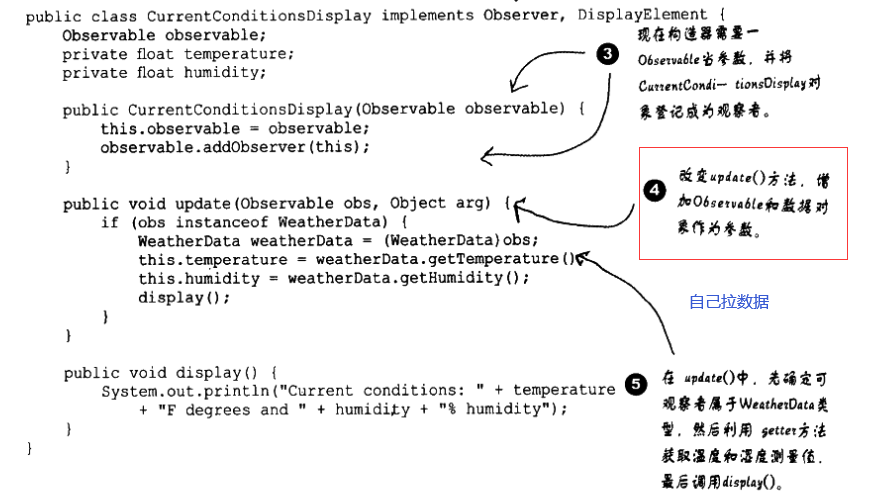 public class CurrentConditionsDisplay implements Observer, DisplayElement {
Observable observable;
private float temperature;
private float humidity;
public CurrentConditionsDisplay(Observable observable) {
this.observable = observable;
observable.addObserver(this);
}
public void update(Observable obs, Object arg) {
if (obs instanceof WeatherData) {
WeatherData weatherData = (WeatherData)obs;
this.temperature = weatherData.getTemperature()
this.humidity = weatherData.getHumidity();
display();
}
}
public void display() {
System.out.println("Current conditions: " + temperature
+ "F degrees and " + humidity + "% humidity");
}
}
3
现在构造器需要一
Observable当参数，并将
CurrentCondi－ tionsDisplay对
象登记成为观察者。
4
改变update()方法，增
加Observable和数据对
象作为参数。
自己拉数据
5
在 update()中，先确定可
观察者属于WeatherData类
型，然后利用 getter方法
获取温度和湿度测量值，
最后调用display()。